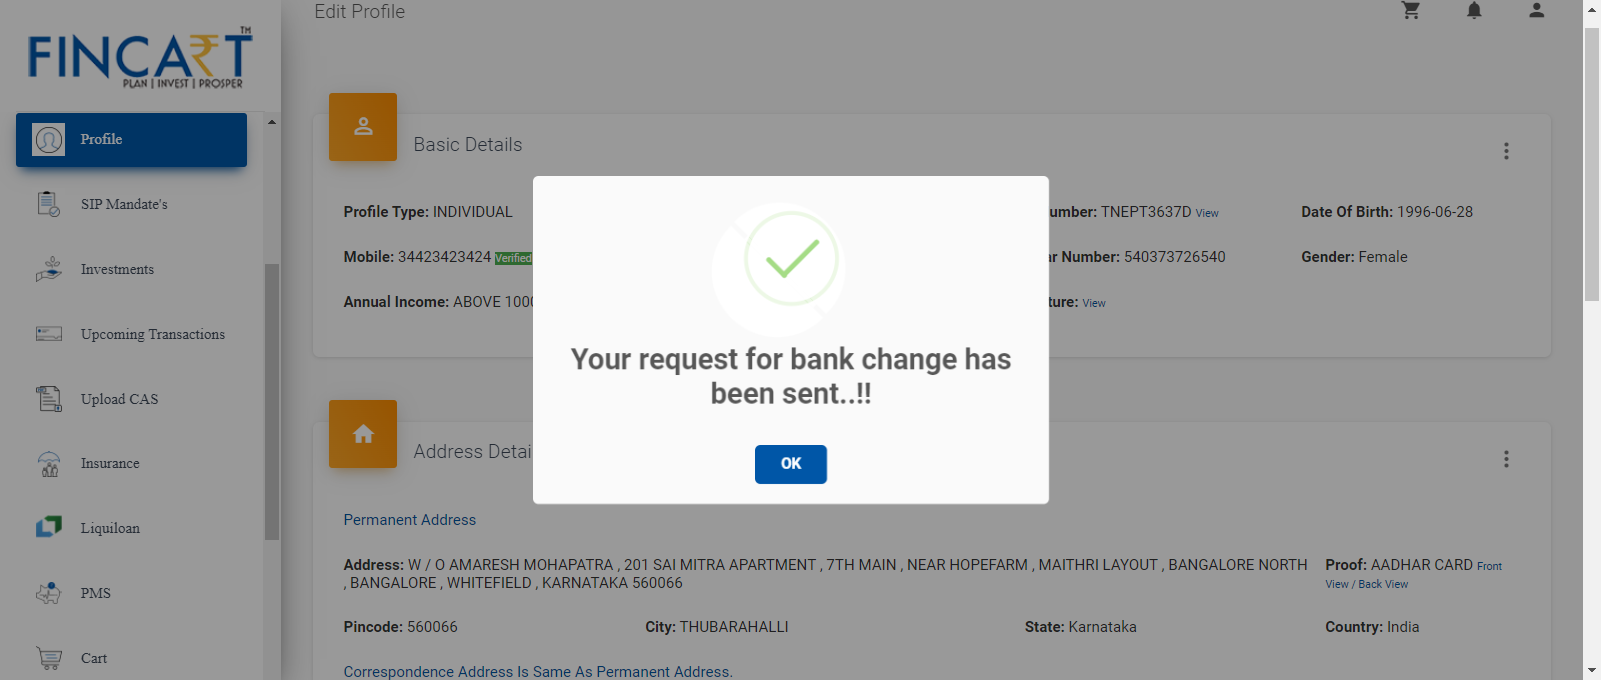 Edit Profile
FINCART
TM
PLAN | INVEST | PROSPER
Profile
SIP Mandate's
Investments
Upcoming Transactions
Upload CAS
Insurance
Liquiloan
PMS
Cart
Basic Details
Profile Type: INDIVIDUAL
umber: TNEPT3637D View
Date Of Birth: 1996-06-28
Mobile: 34423423424 Verified
ar Number: 540373726540
Gender: Female
Annual Income: ABOVE 100
ture: View
Your request for bank change has
been sent..!!
OK
Address Detai
Permanent Address
Address: W / O AMARESH MOHAPATRA , 201 SAI MITRA APARTMENT , 7TH MAIN , NEAR HOPEFARM , MAITHRI LAYOUT , BANGALORE NORTH
, BANGALORE , WHITEFIELD , KARNATAKA 560066
Proof: AADHAR CARD Front
View / Back View
Pincode: 560066
City: THUBARAHALLI
State: Karnataka
Country: India
Correspondence Address Is Same As Permanent Address.